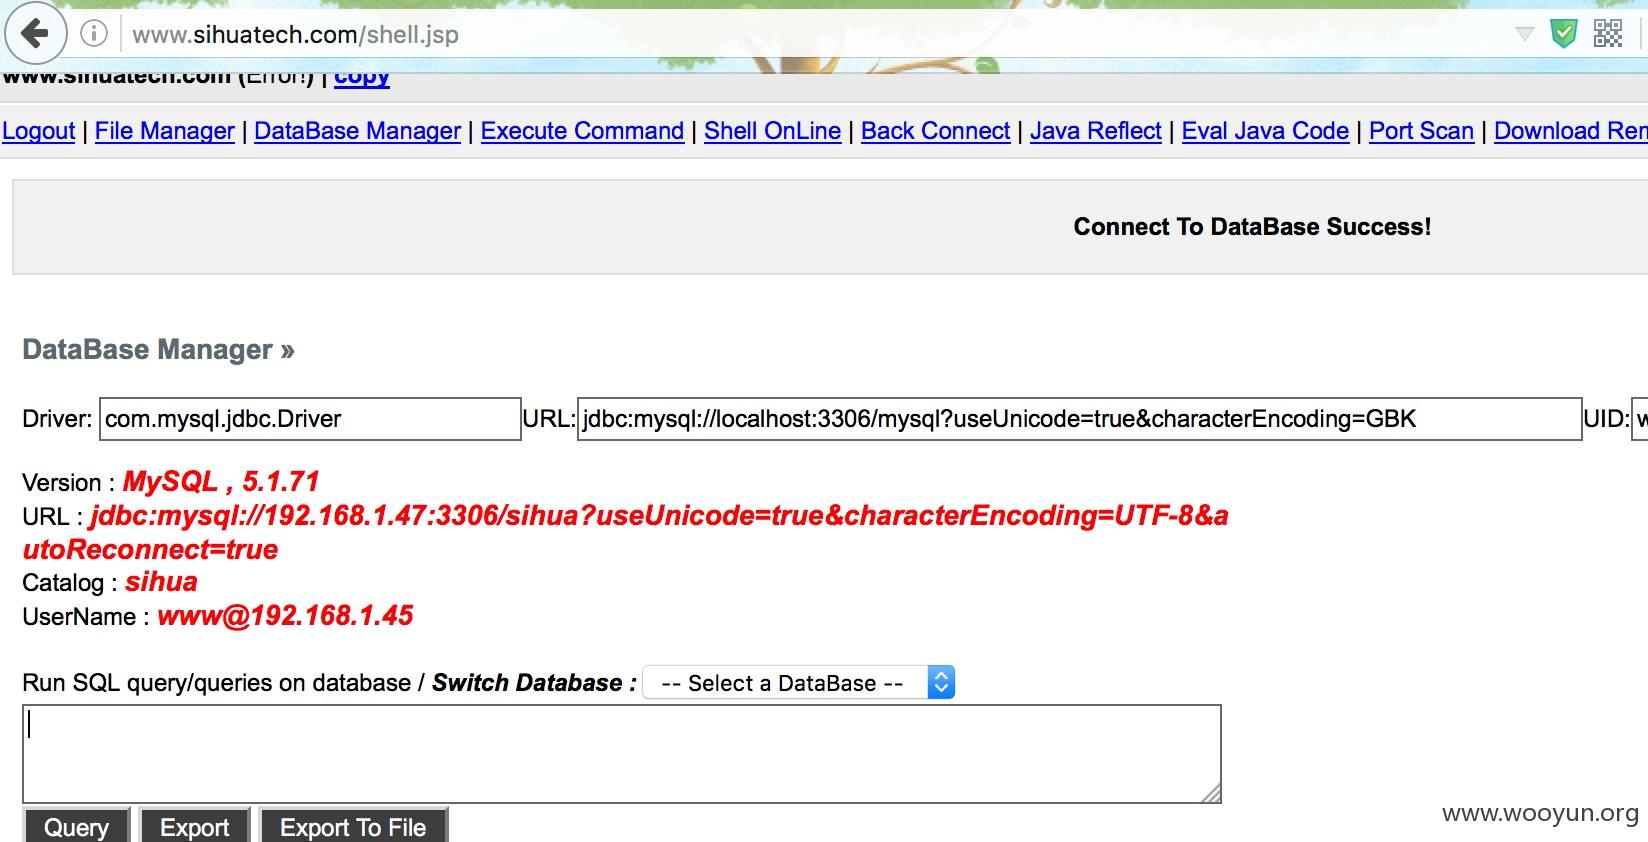 www.sihuatech.com/shell.jsp
www.sihuatech.com (Error!) | copy
Logout | File Manager | DataBase Manager | Execute Command | Shell OnLine | Back Connect | Java Reflect | Eval Java Code | Port Scan | Download
Connect To DataBase Success!
DataBase Manager »
Driver: com.mysql.jdbc.Driver URL: jdbc:mysql://localhost:3306/mysql?useUnicode=true&characterEncoding=GBK UID: w
Version : MySQL , 5.1.71
URL : jdbc:mysql://192.168.1.47:3306/sihua?useUnicode=true&characterEncoding=UTF-8&a
utoReconnect=true
Catalog : sihua
UserName : www@192.168.1.45
Run SQL query/queries on database / Switch Database : -- Select a DataBase --
Query Export Export To File
www.wooyun.org